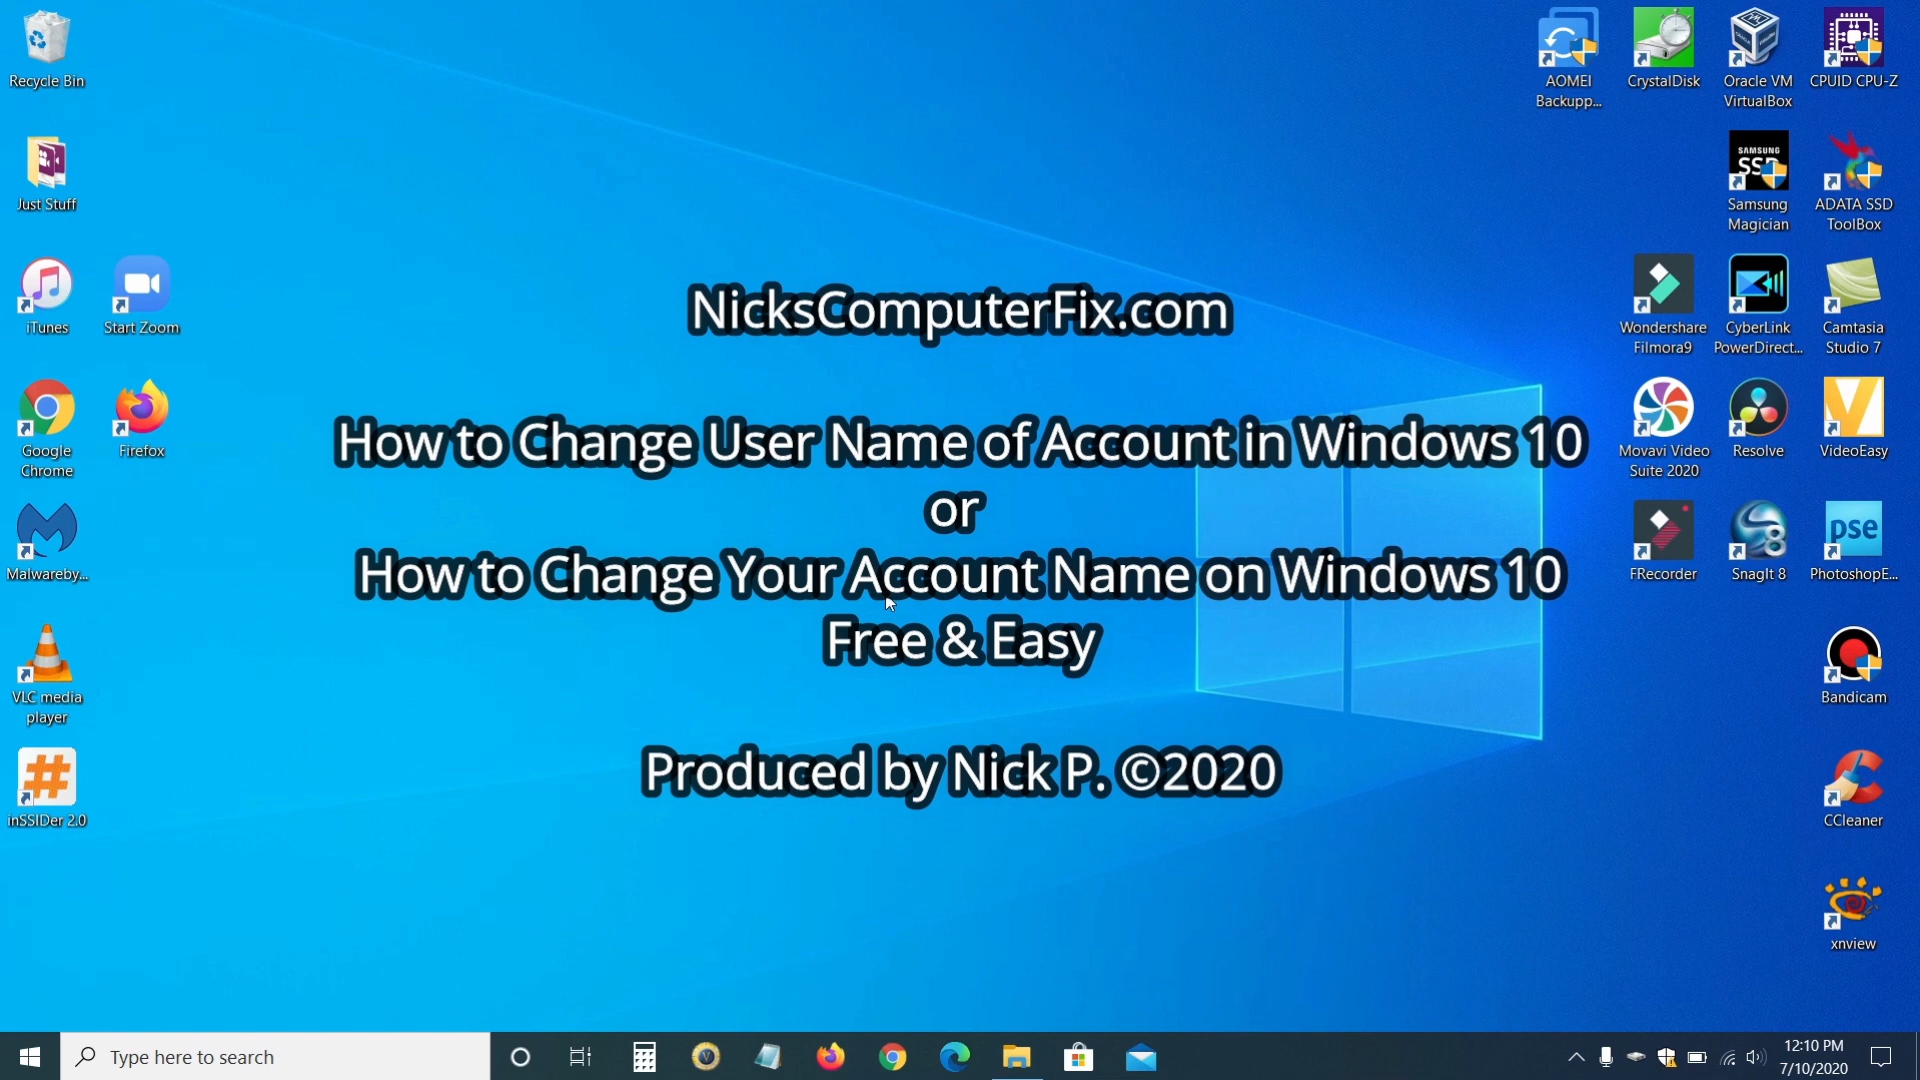 Recycle Bin
AOMEI
Backupp...
CrystalDisk
Oracle VM
VirtualBox
CPUID CPU-Z
Just Stuff
SAMSUNG
SSD
Samsung
Magician
ADATA SSD
ToolBox
iTunes
Start Zoom
NicksComputerFix.com
Wondershare
Filmora9
CyberLink
PowerDirect...
Camtasia
Studio 7
Google
Chrome
Firefox
How to Change User Name of Account in Windows 10
or
How to Change Your Account Name on Windows 10
Free & Easy
Movavi Video
Suite 2020
Resolve
VideoEasy
Malwareby...
FRecorder
SnagIt 8
pse
PhotoshopE...
VLC media
player
Bandicam
Produced by Nick P. ©2020
inSSIDer 2.0
CCleaner
xnview
Type here to search
12:10 PM
7/10/2020